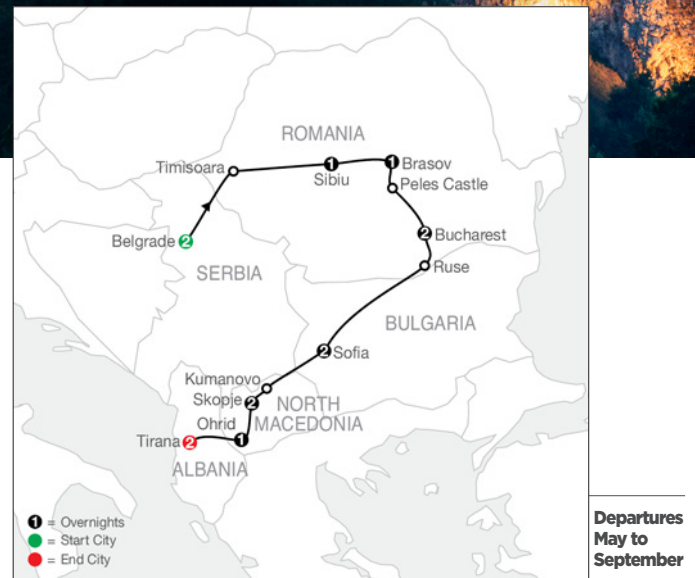 ROMANIA
Timisoara
1
Sibiu
1 Brasov
Peles Castle
Belgrade 2
2 Bucharest
SERBIA
Ruse
BULGARIA
2 Sofia
Kumanovo
Skopje 2
NORTH
MACEDONIA
Ohrid
1
Tirana 2
ALBANIA
1 = Overnights
= Start City
= End City
Departures
May to
September